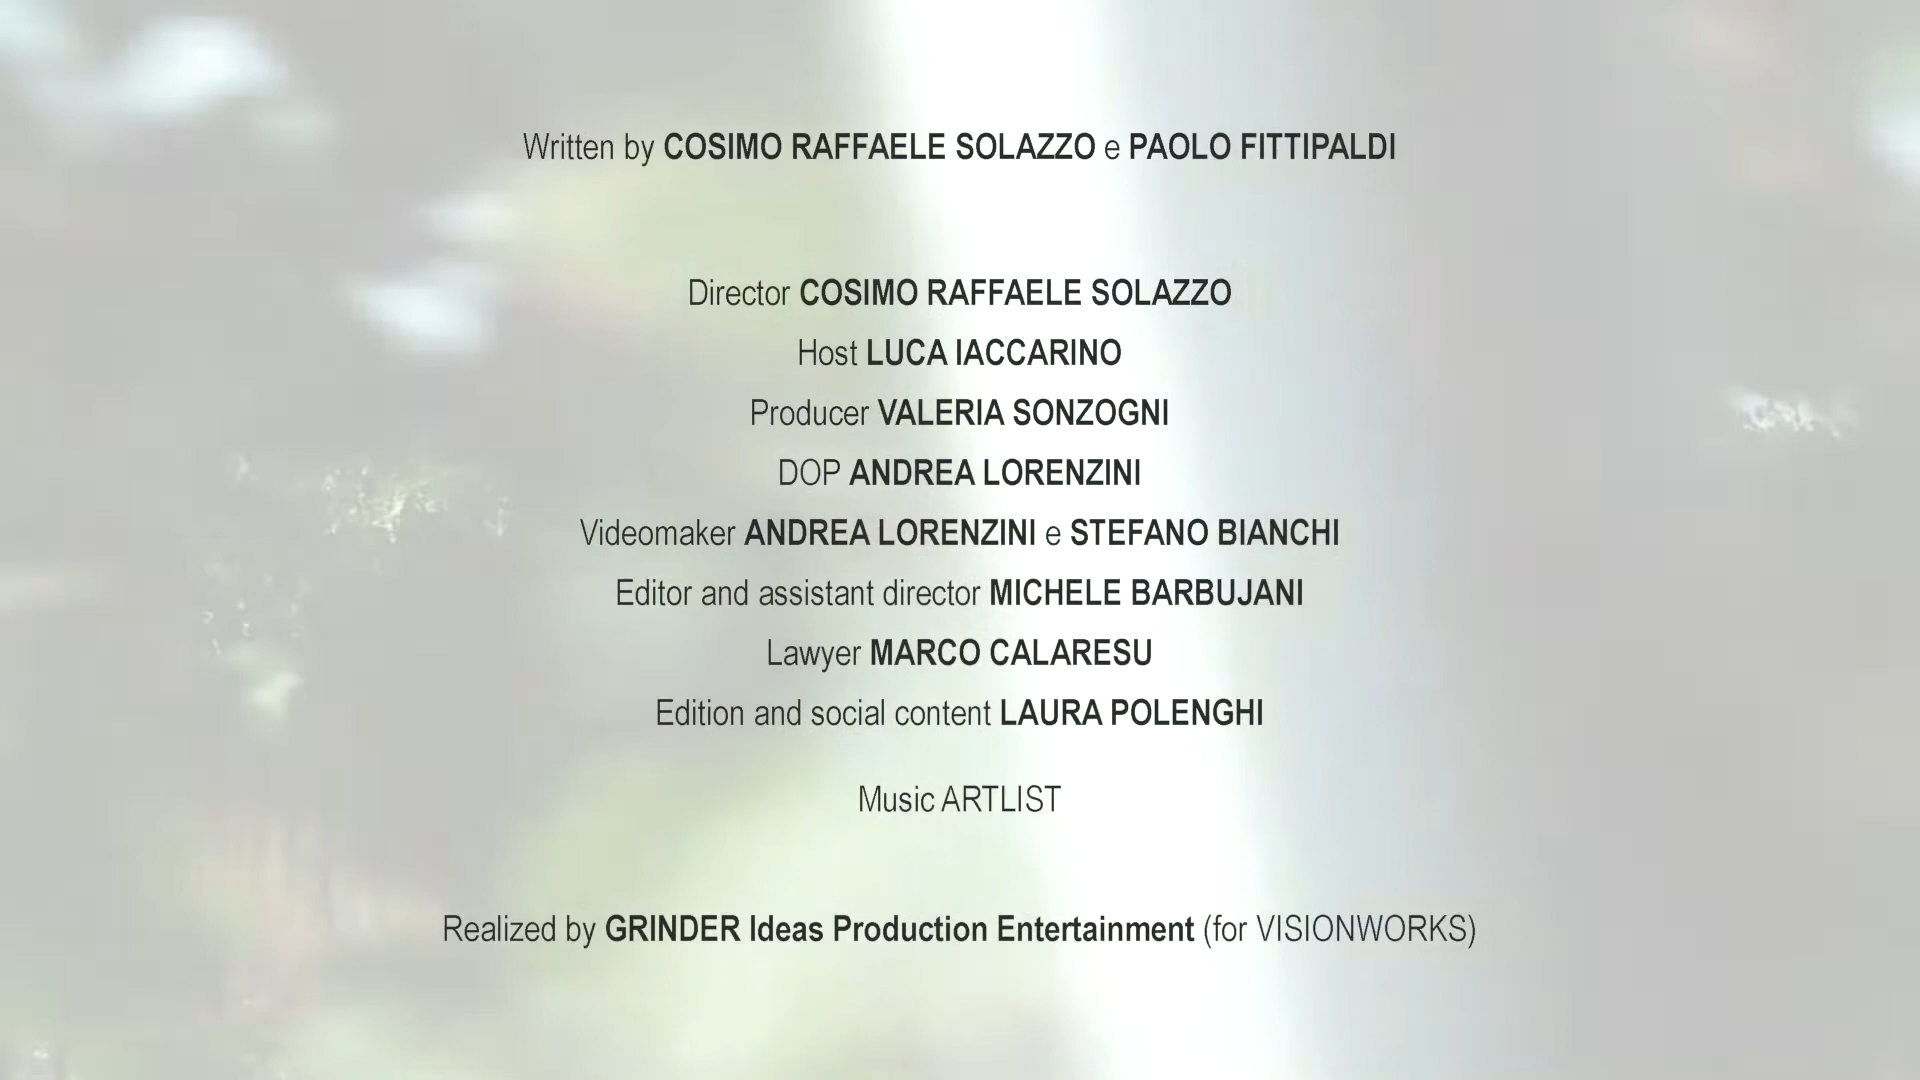 Written by COSIMO RAFFAELE SOLAZZO e PAOLO FITTIPALDI
Director COSIMO RAFFAELE SOLAZZO
Host LUCA IACCARINO
Producer VALERIA SONZOGNI
DOP ANDREA LORENZINI
Videomaker ANDREA LORENZINI e STEFANO BIANCHI
Editor and assistant director MICHELE BARBUJANI
Lawyer MARCO CALARESU
Edition and social content LAURA POLENGHI
Music ARTLIST
Realized by GRINDER Ideas Production Entertainment (for VISIONWORKS)